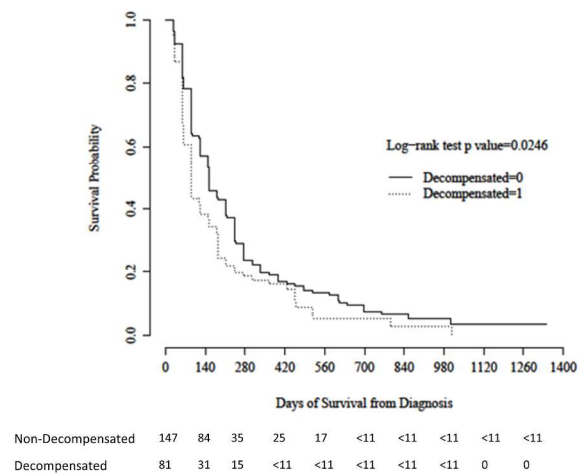 1.0
0.8
0.6
0.4
0.2
0.0
Survival Probability
Log-rank test p value=0.0246
Decompensated=0
Decompensated=1
0 140 280 420 560 700 840 980 1120 1260 1400
Days of Survival from Diagnosis
Non-Decompensated 147 84 35 25 17 <11 <11 <11 <11 <11
Decompensated 81 31 15 <11 <11 <11 <11 <11 0 0